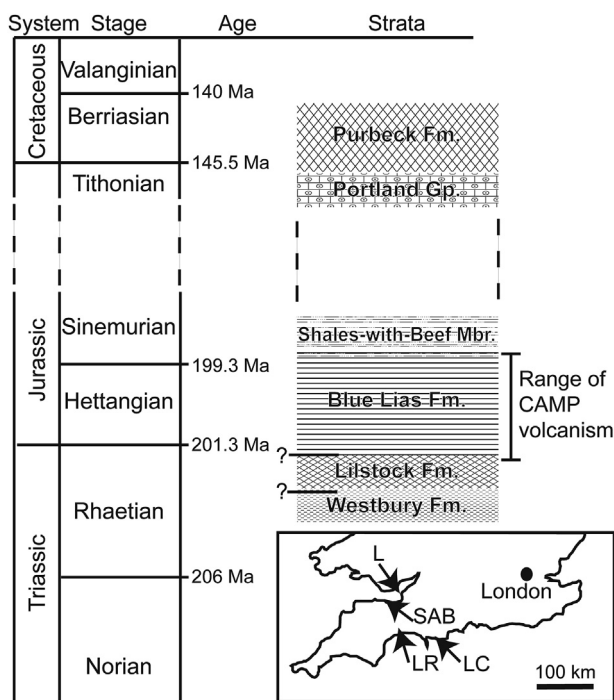 System Stage Age Strata
Cretaceous
Valanginian
140 Ma
Berriasian
Purbeck Fm.
145.5 Ma
Tithonian
Portland Gp.
Jurassic
Sinemurian
Shales-with-Beef Mbr.
199.3 Ma
Hettangian
Blue Lias Fm.
Range of
CAMP
volcanism
201.3 Ma
?
Lilstock Fm.
?
Westbury Fm.
Triassic
Rhaetian
206 Ma
Norian
L
SAB
LR
LC
London
100 km